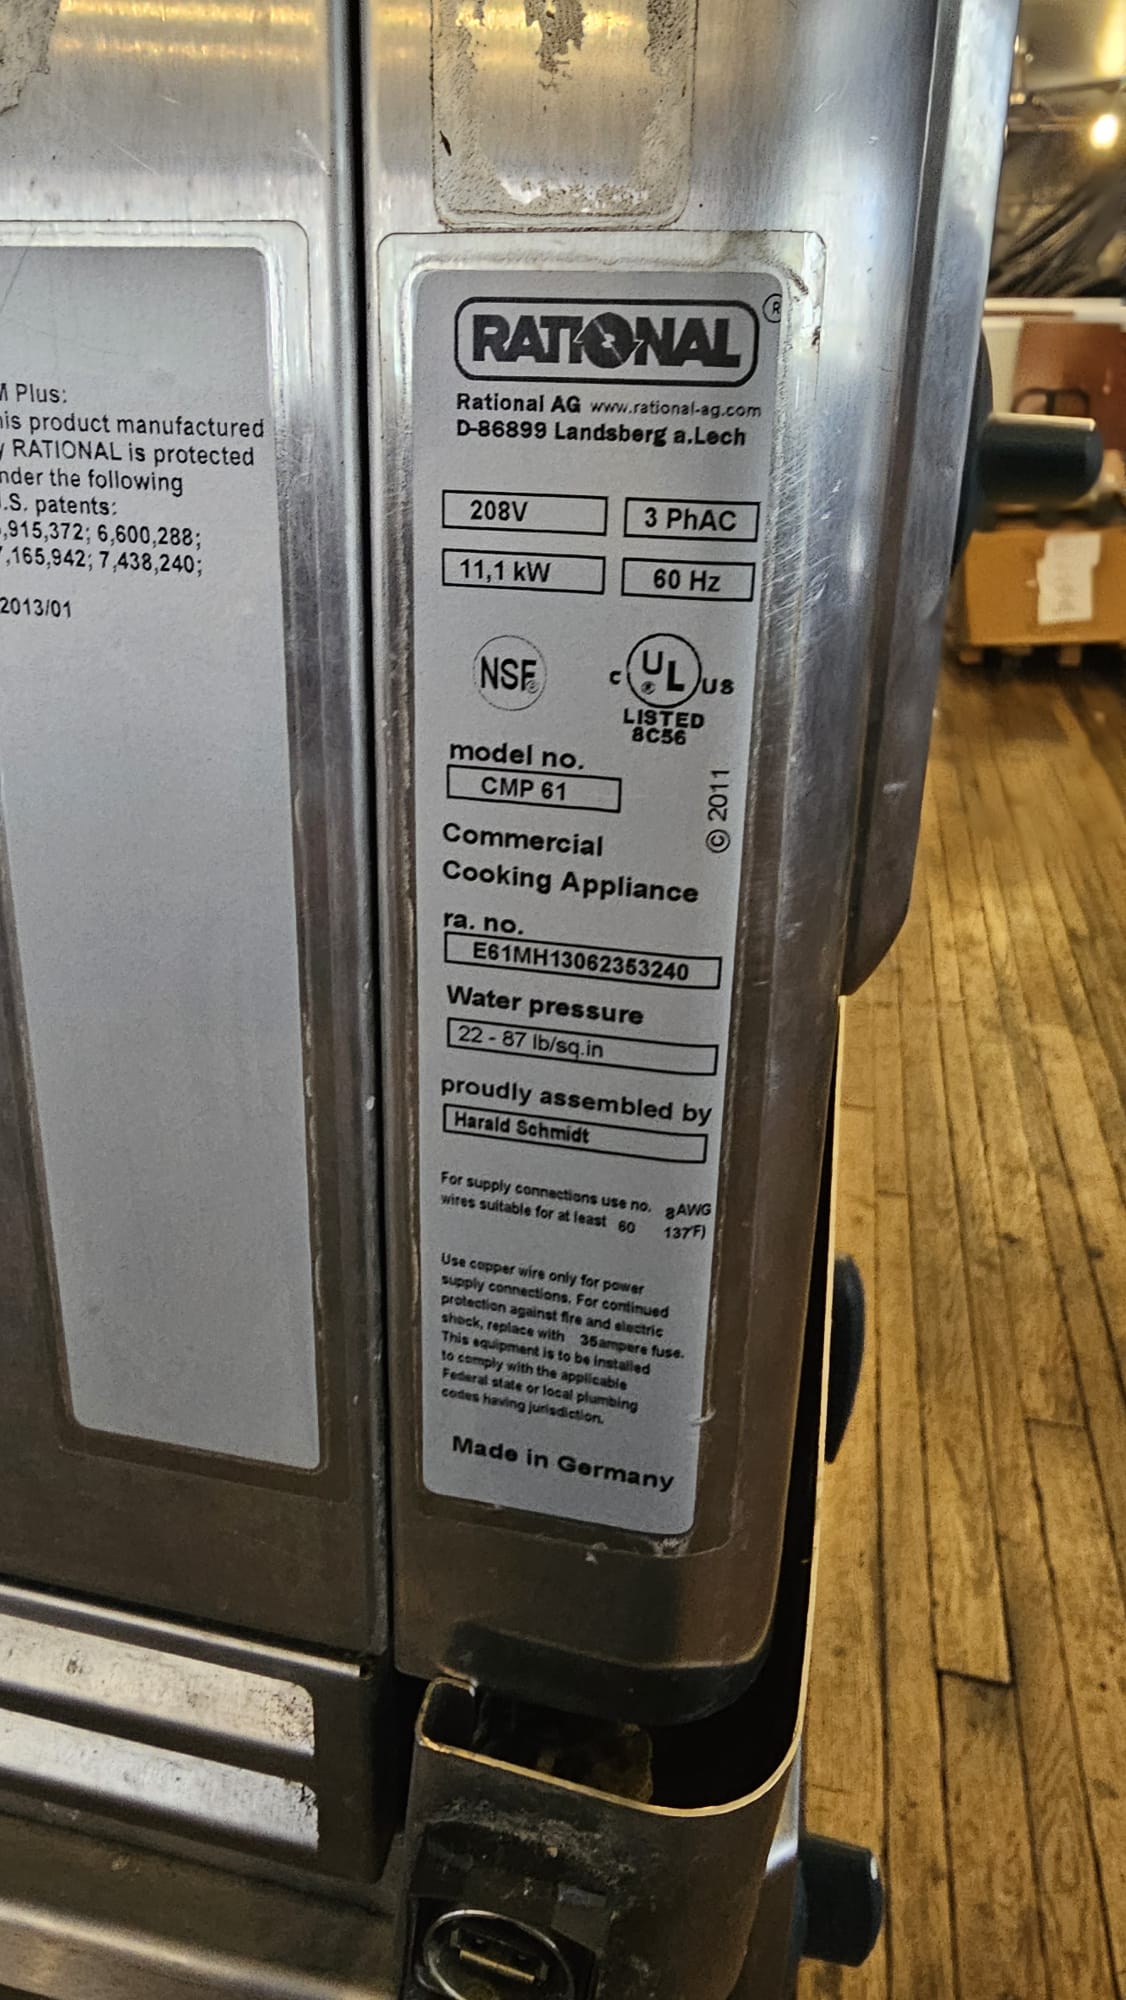 M Plus:
his product manufactured
y RATIONAL is protected
nder the following
.S. patents:
,915,372; 6,600,288;
7,165,942; 7,438,240;
2013/01
RATIONAL ®
Rational AG www.rational-ag.com
D-86899 Landsberg a.Lech
208V 3 PhAC
11,1 kW 60 Hz
NSF®
C UL® US
LISTED
8C56
model no.
CMP 61
© 2011
Commercial
Cooking Appliance
ra. no.
E61MH13062353240
Water pressure
22 - 87 lb/sq.in
proudly assembled by
Harald Schmidt
For supply connections use no. 8AWG
wires suitable for at least 60 137°F)
Use copper wire only for power
supply connections. For continued
protection against fire and electric
shock, replace with 35ampere fuse.
This equipment is to be installed
to comply with the applicable
Federal state or local plumbing
codes having jurisdiction.
Made in Germany